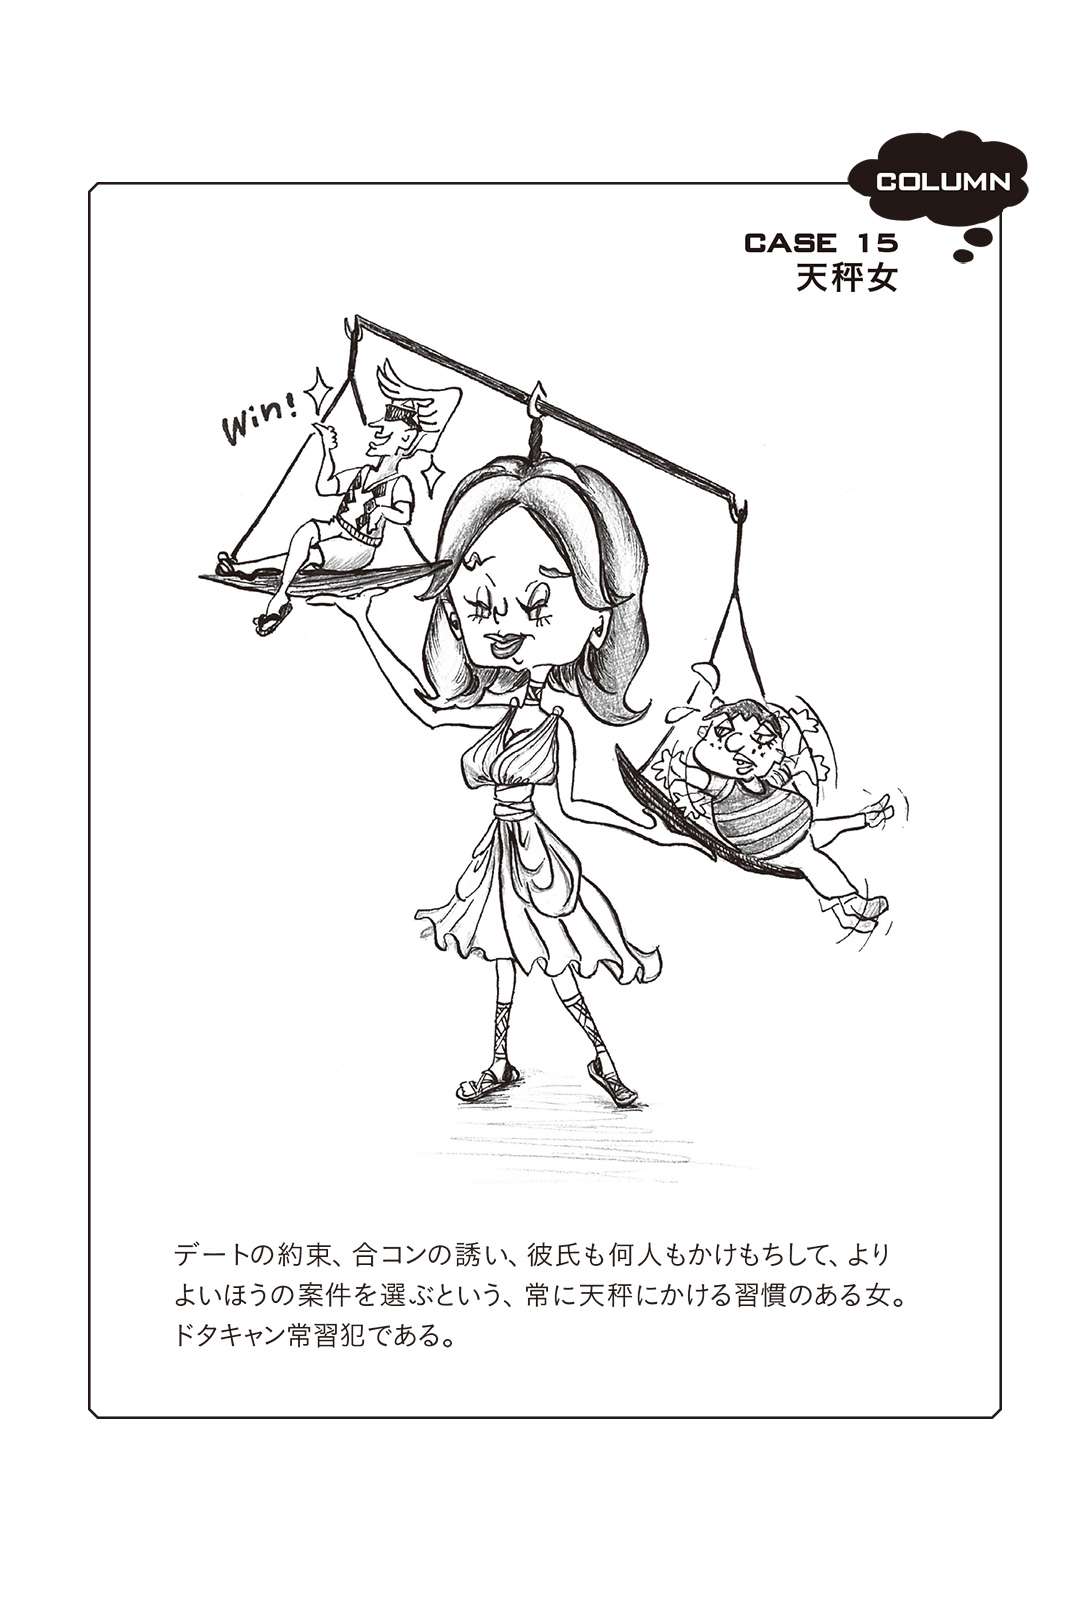 COLUMN
CASE 15
天秤女
Win!
デートの約束、合コンの誘い、彼氏も何人もかけもちして、より
よいほうの案件を選ぶという、常に天秤にかける習慣のある女。
ドタキャン常習犯である。